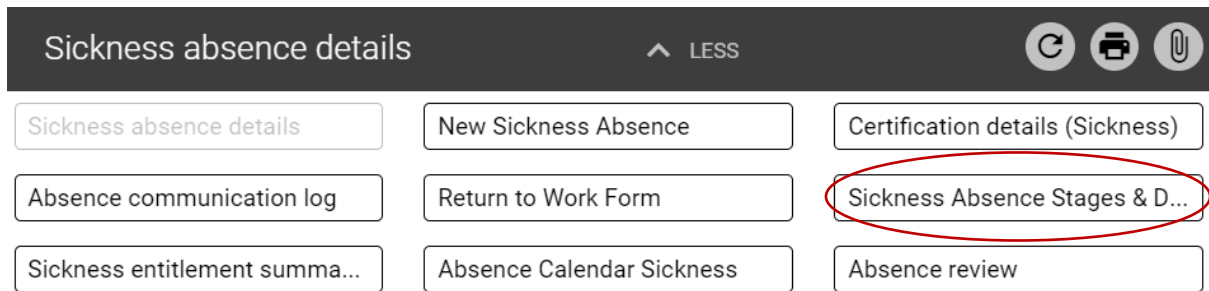 Sickness absence details
LESS
Sickness absence details
New Sickness Absence
Certification details (Sickness)
Absence communication log
Return to Work Form
Sickness Absence Stages & D...
Sickness entitlement summa...
Absence Calendar Sickness
Absence review